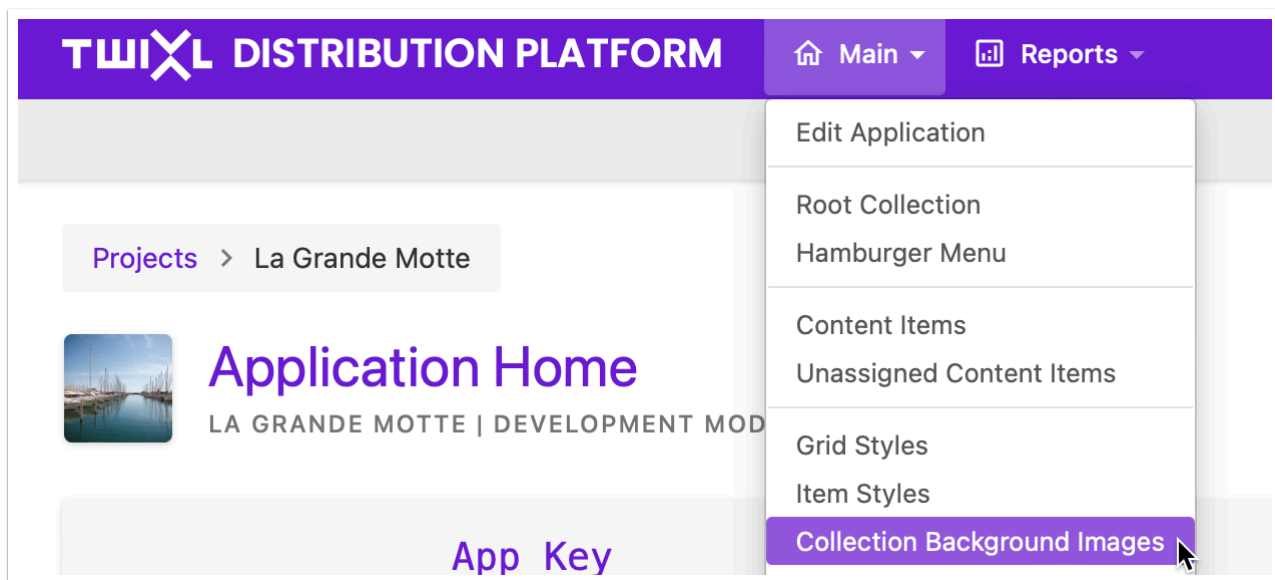 TWIXL DISTRIBUTION PLATFORM
Main
Reports
Edit Application
Root Collection
Hamburger Menu
Content Items
Unassigned Content Items
Grid Styles
Item Styles
Collection Background Images
Projects > La Grande Motte
Application Home
LA GRANDE MOTTE | DEVELOPMENT MOD
App Key